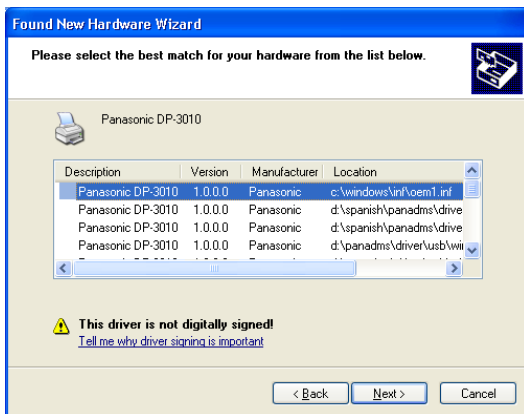 Found New Hardware Wizard
Please select the best match for your hardware from the list below.
Panasonic DP-3010
Description Version Manufacturer Location
Panasonic DP-3010 1.0.0.0 Panasonic c:\windows\inf\oem1.inf
Panasonic DP-3010 1.0.0.0 Panasonic d:\spanish\panadms\drive
Panasonic DP-3010 1.0.0.0 Panasonic d:\spanish\panadms\drive
Panasonic DP-3010 1.0.0.0 Panasonic d:\panadms\driver\usb\wi
This driver is not digitally signed!
Tell me why driver signing is important
< Back Next > Cancel